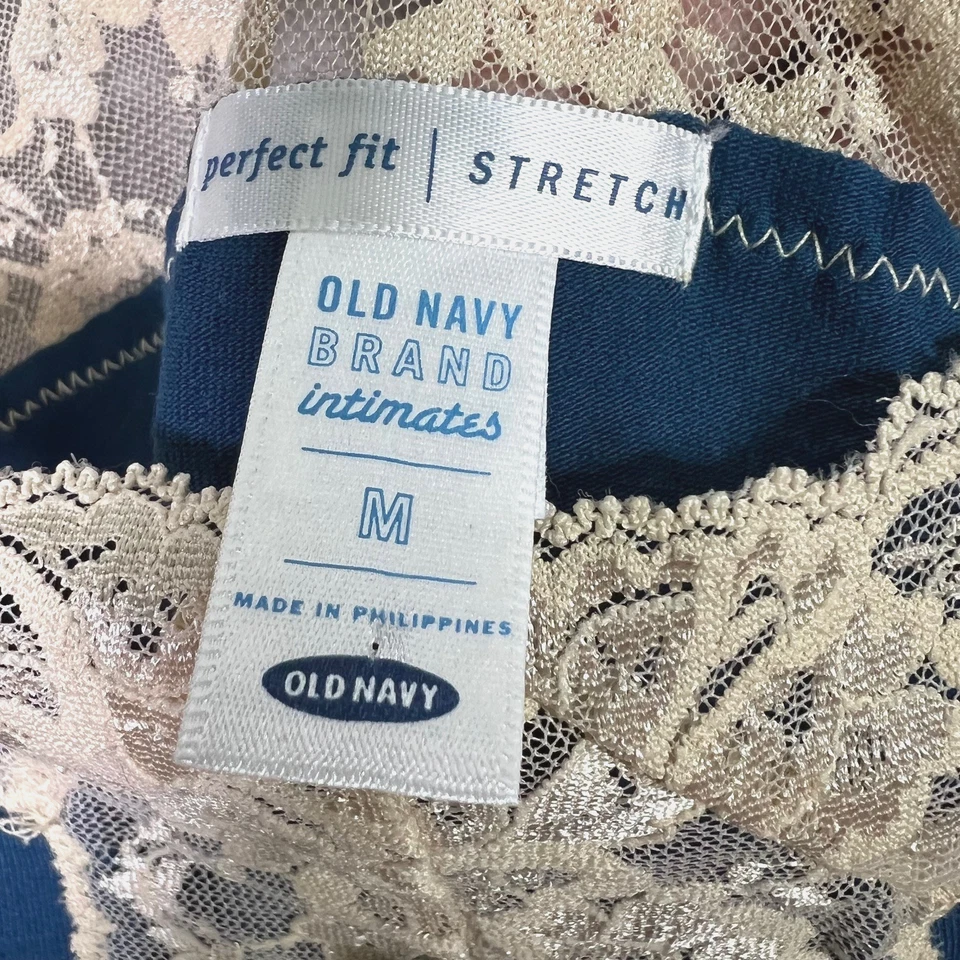 perfect fit | STRETCH
OLD NAVY
BRAND
intimates
M
MADE IN PHILIPPINES
OLD NAVY